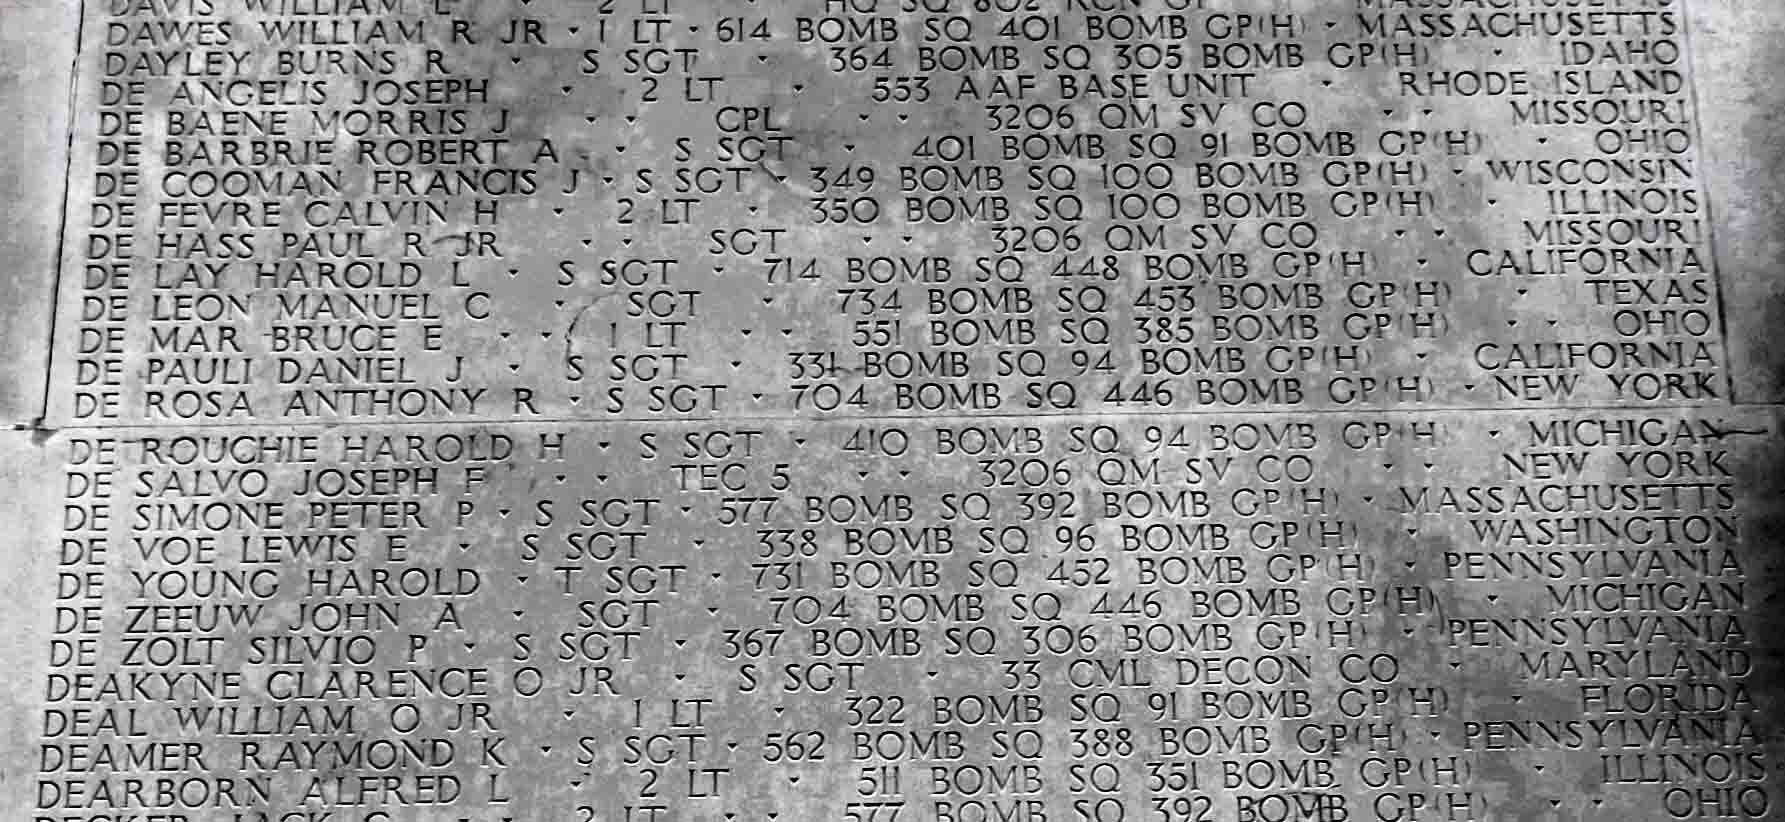 DAVIS WILLIAM L · 2 LT · HQ SQ 802 RCN GP · MASSACHUSETTS
DAWES WILLIAM R JR · 1 LT · 614 BOMB SQ 401 BOMB GP(H) · MASSACHUSETTS
DAYLEY BURNS R · S SGT · 364 BOMB SQ 305 BOMB GP(H) · IDAHO
DE ANGELIS JOSEPH · 2 LT · 553 AAF BASE UNIT · RHODE ISLAND
DE BAENE MORRIS J · · CPL · · 3206 QM SV CO · · MISSOURI
DE BARBRIE ROBERT A · · S SGT · 401 BOMB SQ 91 BOMB GP(H) · OHIO
DE COOMAN FRANCIS J · S SGT · 349 BOMB SQ 100 BOMB GP(H) · WISCONSIN
DE FEVRE CALVIN H · 2 LT · 350 BOMB SQ 100 BOMB GP(H) · ILLINOIS
DE HASS PAUL R JR · · SGT · · 3206 QM SV CO · · MISSOURI
DE LAY HAROLD L · S SGT · 714 BOMB SQ 448 BOMB GP(H) · CALIFORNIA
DE LEON MANUEL C · SGT · 734 BOMB SQ 453 BOMB GP(H) · TEXAS
DE MAR BRUCE E · · 1 LT · · 551 BOMB SQ 385 BOMB GP(H) · · OHIO
DE PAULI DANIEL J · S SGT · 331 BOMB SQ 94 BOMB GP(H) · CALIFORNIA
DE ROSA ANTHONY R · S SGT · 704 BOMB SQ 446 BOMB GP(H) · NEW YORK
DE ROUCHIE HAROLD H · S SGT · 410 BOMB SQ 94 BOMB GP(H) · MICHIGAN
DE SALVO JOSEPH F · · TEC 5 · · 3206 QM SV CO · · NEW YORK
DE SIMONE PETER P · S SGT · 577 BOMB SQ 392 BOMB GP(H) · MASSACHUSETTS
DE VOE LEWIS E · S SGT · 338 BOMB SQ 96 BOMB GP(H) · WASHINGTON
DE YOUNG HAROLD · T SGT · 731 BOMB SQ 452 BOMB GP(H) · PENNSYLVANIA
DE ZEEUW JOHN A · SGT · 704 BOMB SQ 446 BOMB GP(H) · MICHIGAN
DE ZOLT SILVIO P · S SGT · 367 BOMB SQ 306 BOMB GP(H) · PENNSYLVANIA
DEAKYNE CLARENCE O JR · S SGT · 33 CML DECON CO · MARYLAND
DEAL WILLIAM O JR · 1 LT · 322 BOMB SQ 91 BOMB GP(H) · FLORIDA
DEAMER RAYMOND K · S SGT · 562 BOMB SQ 388 BOMB GP(H) · PENNSYLVANIA
DEARBORN ALFRED L · 2 LT · 511 BOMB SQ 351 BOMB GP(H) · ILLINOIS
DECKER JACK · · 2 LT · · 577 BOMB SQ 392 BOMB GP(H) · · OHIO